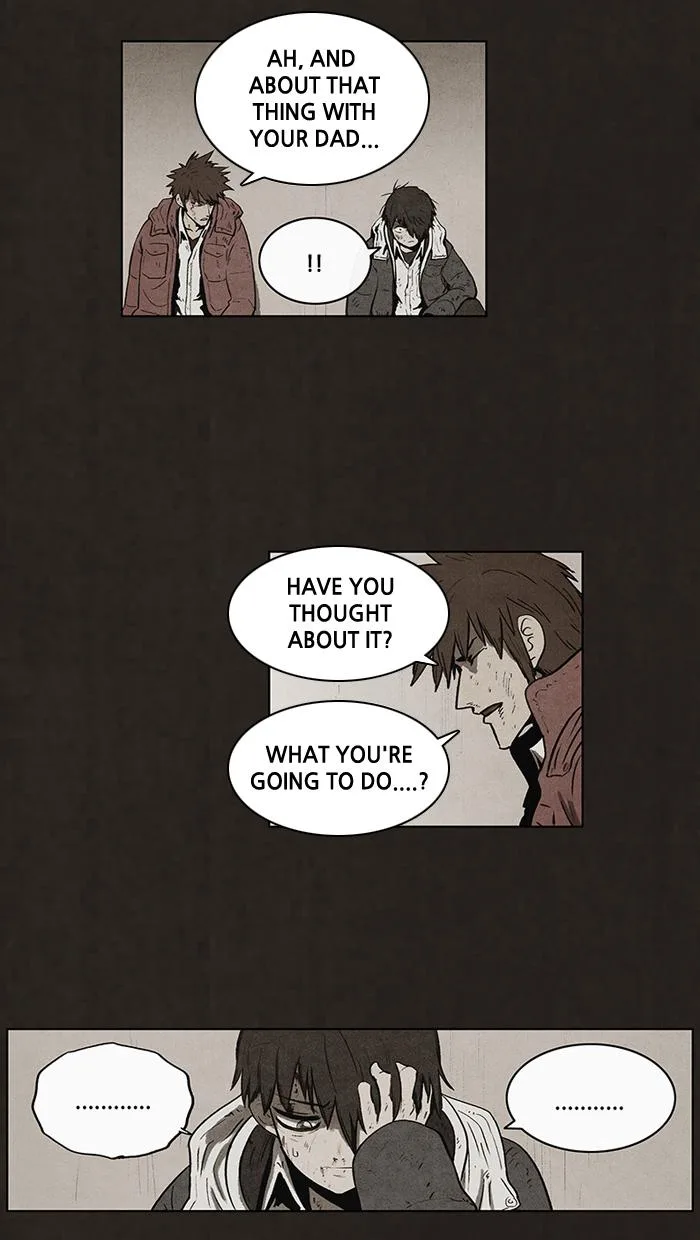 AH, AND
ABOUT THAT
THING WITH
YOUR DAD...
!!
HAVE YOU
THOUGHT
ABOUT IT?
WHAT YOU'RE
GOING TO DO....?
............
............